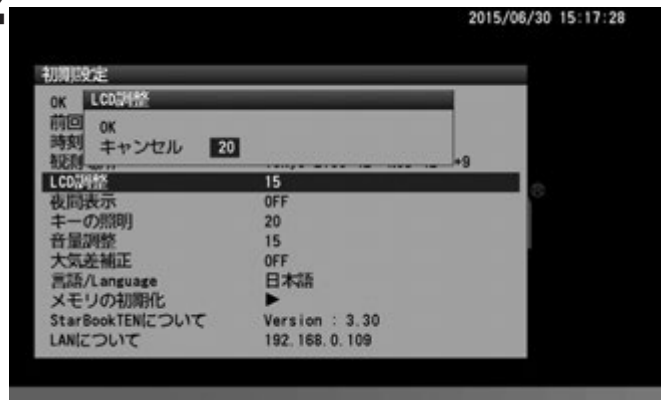 2015/06/30 15:17:28
初期設定
OK LCD調整
前回 OK
時刻 キャンセル 20
観測 +9
LCD調整 15
夜間表示 OFF
キーの照明 20
音量調整 15
大気差補正 OFF
言語/Language 日本語
メモリの初期化 ▶
StarBookTENについて Version : 3.30
LANについて 192.168.0.109